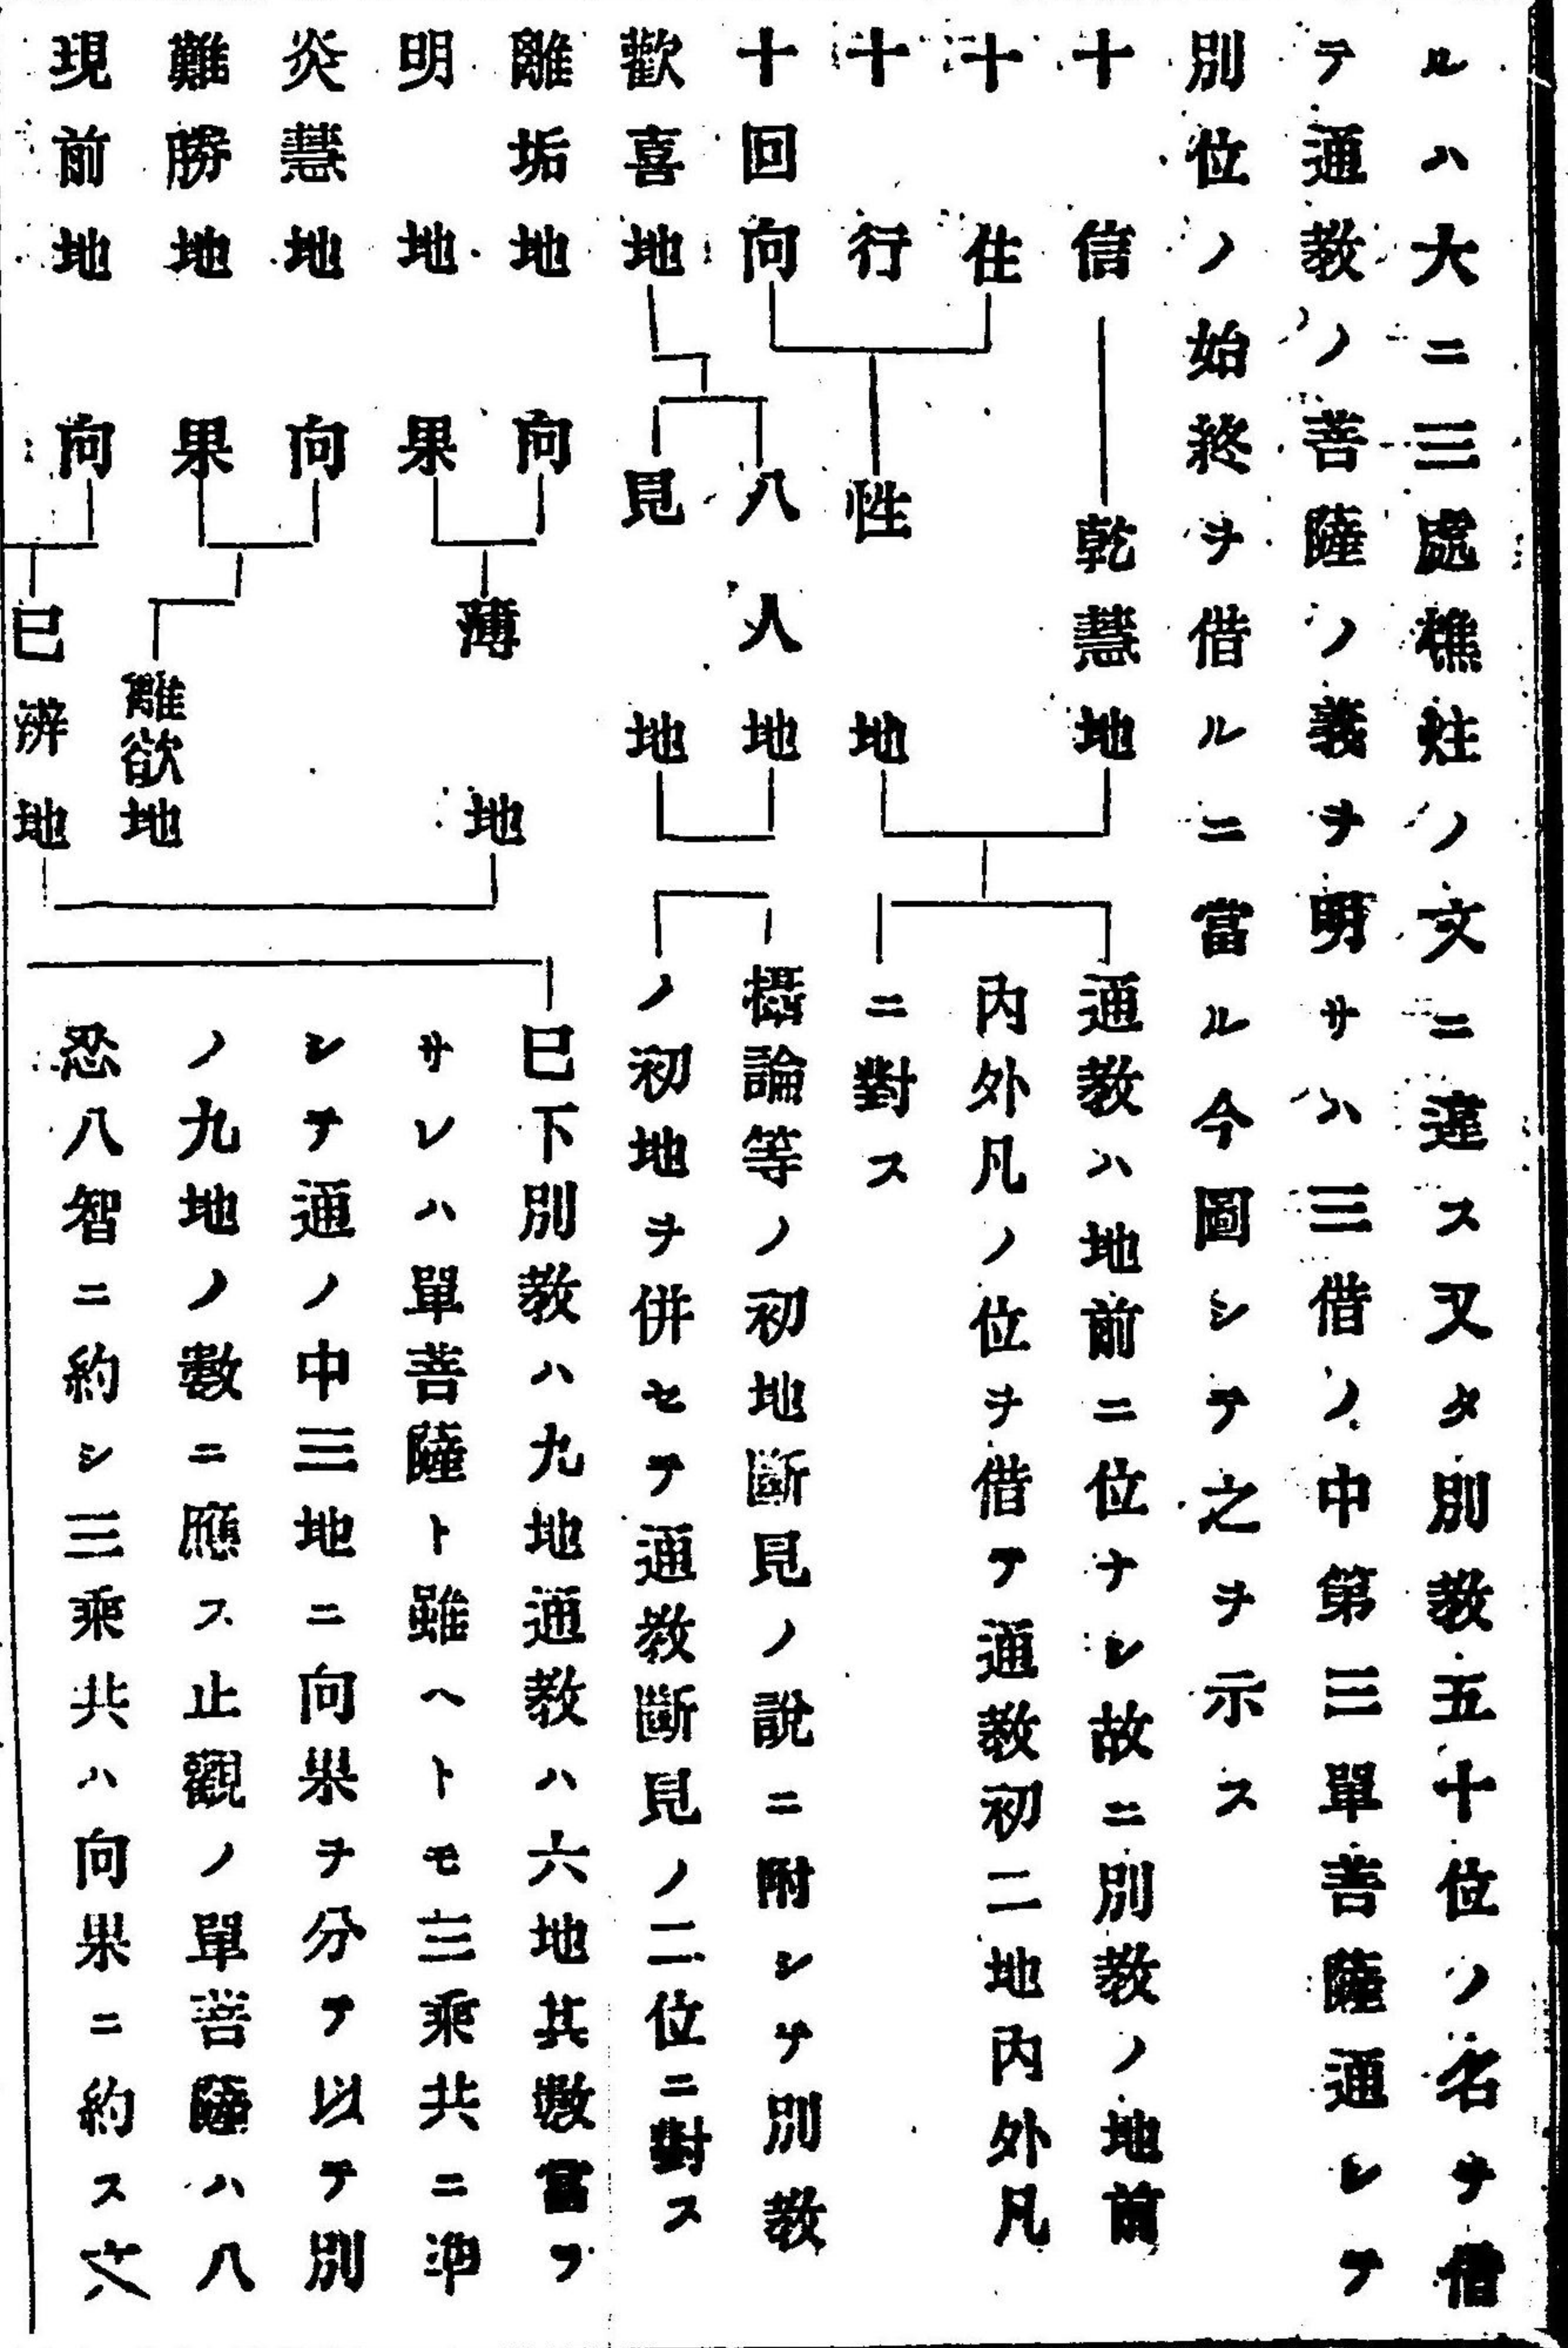 ルハ大ニ三處樵炷ノ文ニ違ス又タ別教五十位ノ名ヲ借
テ通教ノ菩薩ノ義ヲ明サハ三借ノ中第三單菩薩通シテ
別位ノ始終ヲ借ルニ當ル今圖シテ之ヲ示ス
十信
乾慧地
十住
十行
十回向
性地
歡喜地
八人地
見地
通教ハ地前ニ位ナシ故ニ別教ノ地前
內外凡ノ位ヲ借テ通教初二地內外凡
ニ對ス
攝論等ノ初地斷見ノ說ニ附シテ別教
ノ初地ヲ併セテ通教斷見ノ二位ニ對ス
離垢地 向
明地 果
薄地
炎慧地 向
難勝地 果
離欲地
現前地 向
已辨地
已下別教ハ九地通教ハ六地其數當ラ
サレハ單菩薩ト雖ヘトモ三乘共ニ準
シテ通ノ中三地ニ向果ヲ分テ以テ別
ノ九地ノ數ニ應ス止觀ノ單菩薩ハ八
忍八智ニ約シ三乘共ハ向果ニ約ス文